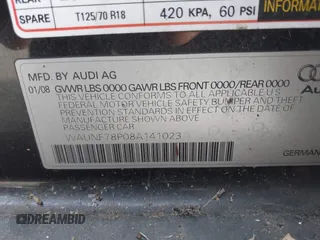 SPARE T125/70 R18 420 KPA, 60 PSI
INFORMATION
MFD. BY AUDI AG
01/08 GVWR LBS 0000 GAWR LBS FRONT 0000/REAR 0000
THIS VEHICLE CONFORMS TO ALL APPLICABLE U.S. FEDERAL
MOTOR VEHICLE SAFETY BUMPER AND THEFT
PREVENTION STANDARDS IN EFFECT ON THE
DATE OF MANUFACTURE SHOWN ABOVE
PASSENGER CAR
WAUNF78P08A141023
GERMAN
DREAMBID